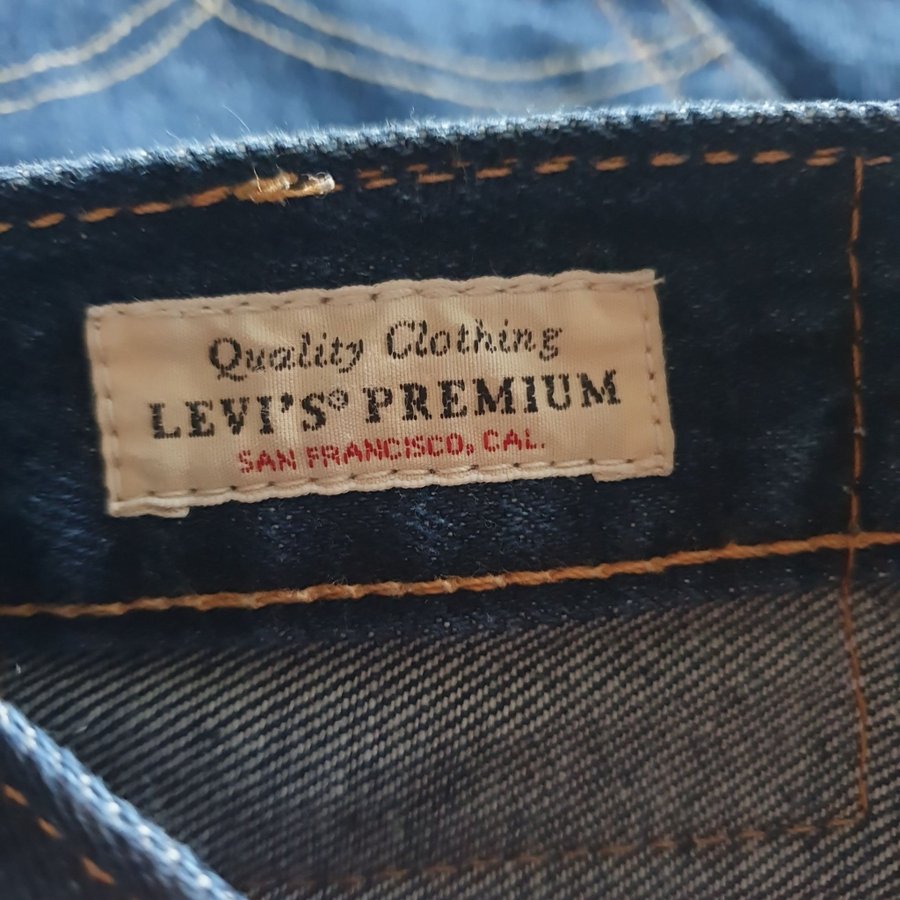 Quality Clothing
LEVI'S® PREMIUM
SAN FRANCISCO, CAL.